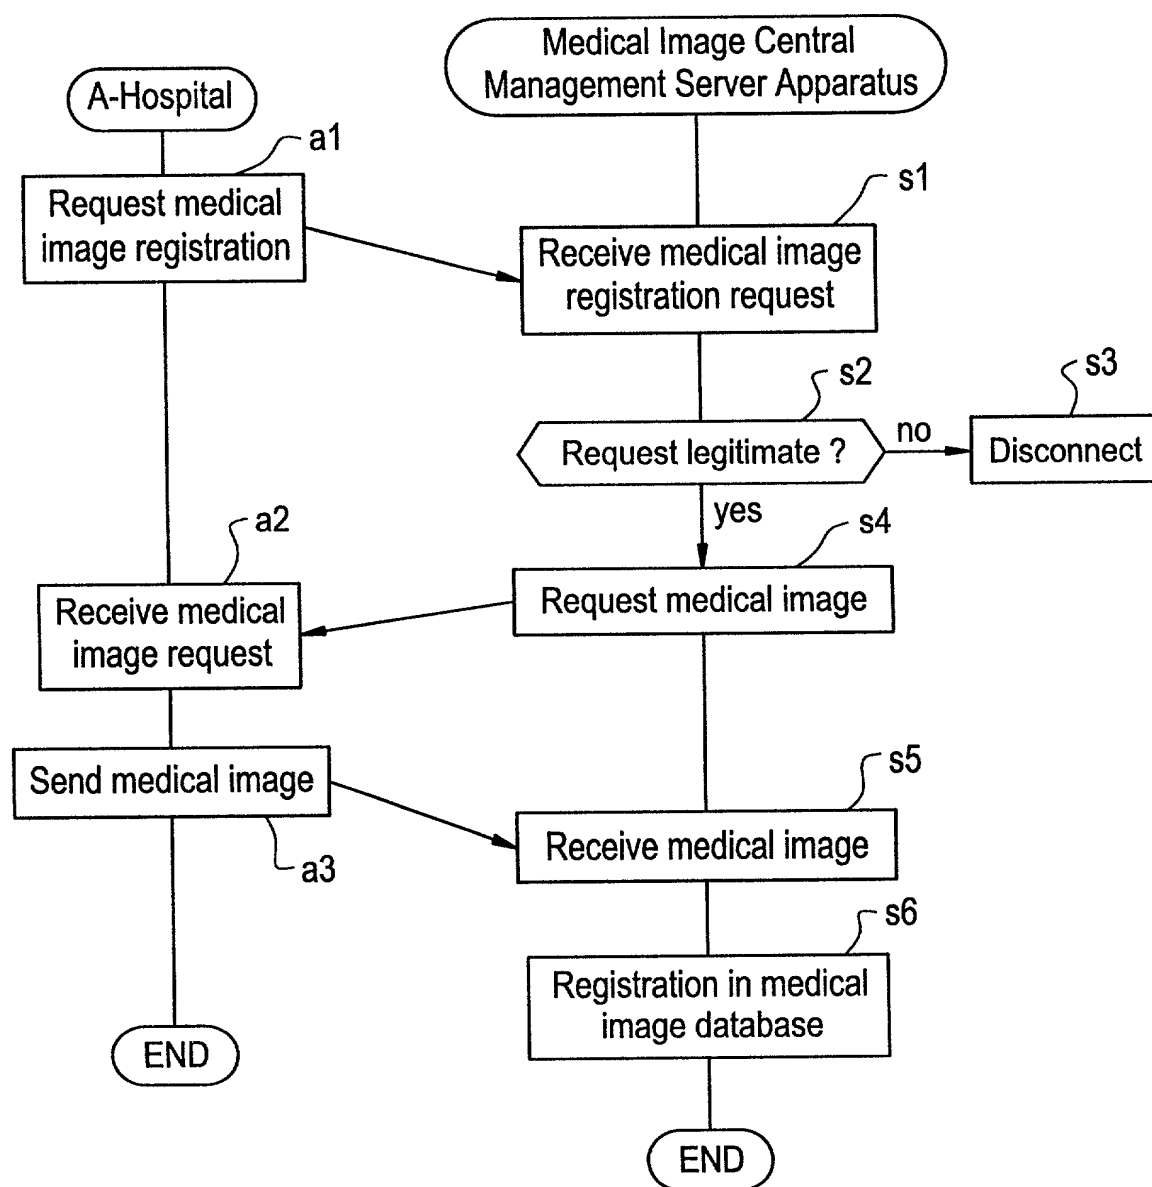 Medical Image Central
Management Server Apparatus
A-Hospital
a1
Request medical
image registration
s1
Receive medical image
registration request
s2
Request legitimate ?
no
s3
Disconnect
yes
a2
Receive medical
image request
s4
Request medical image
Send medical image
a3
s5
Receive medical image
s6
Registration in medical
image database
END
END